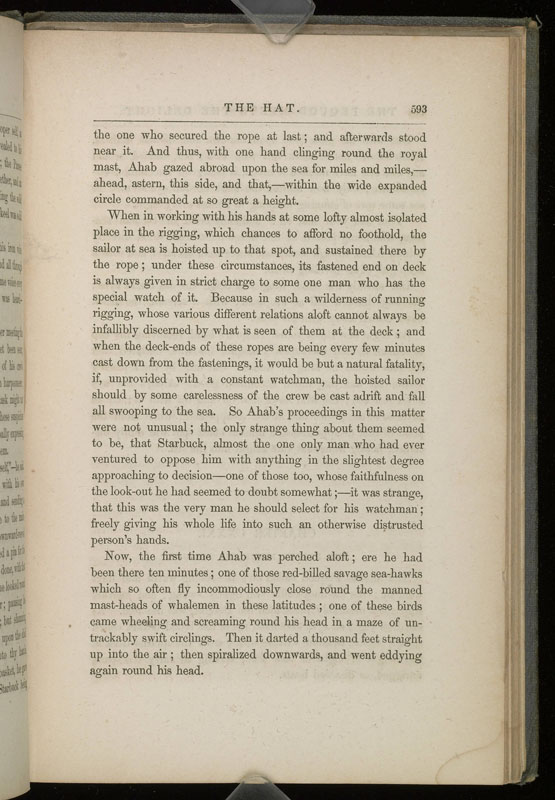 THE HAT. 593
the one who secured the rope at last; and afterwards stood
near it. And thus, with one hand clinging round the royal
mast, Ahab gazed abroad upon the sea for miles and miles,—
ahead, astern, this side, and that,—within the wide expanded
circle commanded at so great a height.
When in working with his hands at some lofty almost isolated
place in the rigging, which chances to afford no foothold, the
sailor at sea is hoisted up to that spot, and sustained there by
the rope; under these circumstances, its fastened end on deck
is always given in strict charge to some one man who has the
special watch of it. Because in such a wilderness of running
rigging, whose various different relations aloft cannot always be
infallibly discerned by what is seen of them at the deck; and
when the deck-ends of these ropes are being every few minutes
cast down from the fastenings, it would be but a natural fatality,
if, unprovided with a constant watchman, the hoisted sailor
should by some carelessness of the crew be cast adrift and fall
all swooping to the sea. So Ahab's proceedings in this matter
were not unusual; the only strange thing about them seemed
to be, that Starbuck, almost the one only man who had ever
ventured to oppose him with anything in the slightest degree
approaching to decision—one of those too, whose faithfulness on
the look-out he had seemed to doubt somewhat;—it was strange,
that this was the very man he should select for his watchman;
freely giving his whole life into such an otherwise distrusted
person's hands.
Now, the first time Ahab was perched aloft; ere he had
been there ten minutes; one of those red-billed savage sea-hawks
which so often fly incommodiously close round the manned
mast-heads of whalemen in these latitudes; one of these birds
came wheeling and screaming round his head in a maze of un-
trackably swift circlings. Then it darted a thousand feet straight
up into the air; then spiralized downwards, and went eddying
again round his head.